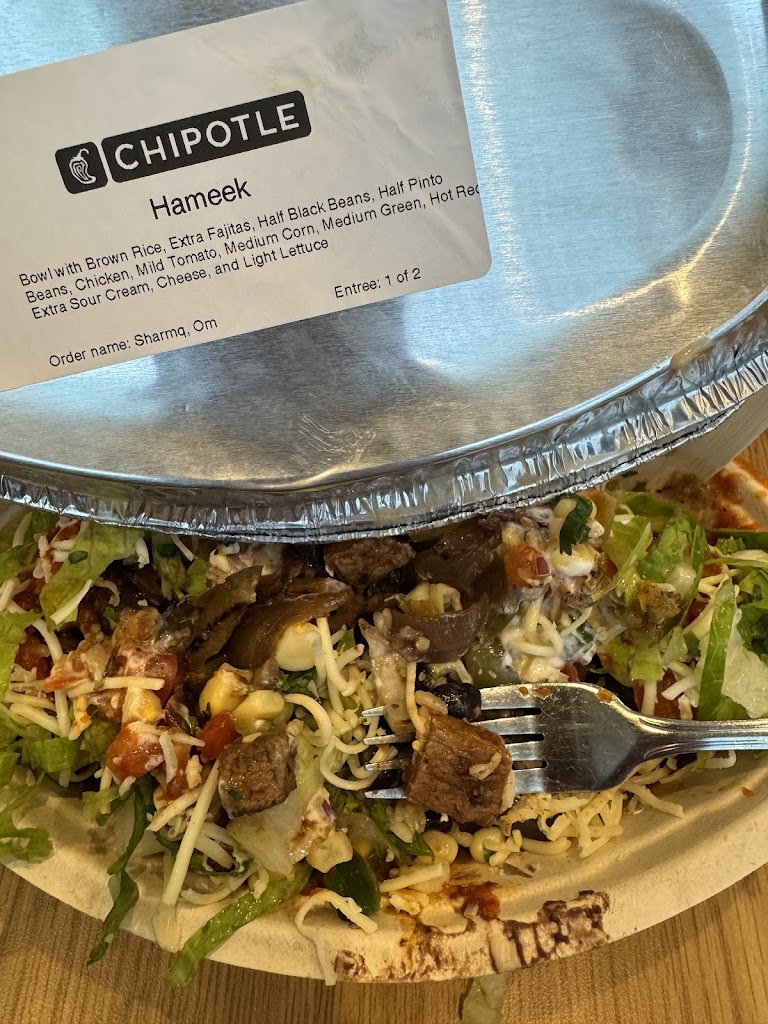 CHIPOTLE
Hameek
Bowl with Brown Rice, Extra Fajitas, Half Black Beans, Half Pinto
Beans, Chicken, Mild Tomato, Medium Corn, Medium Green, Hot Red
Extra Sour Cream, Cheese, and Light Lettuce
Entree: 1 of 2
Order name: Sharmq, Om